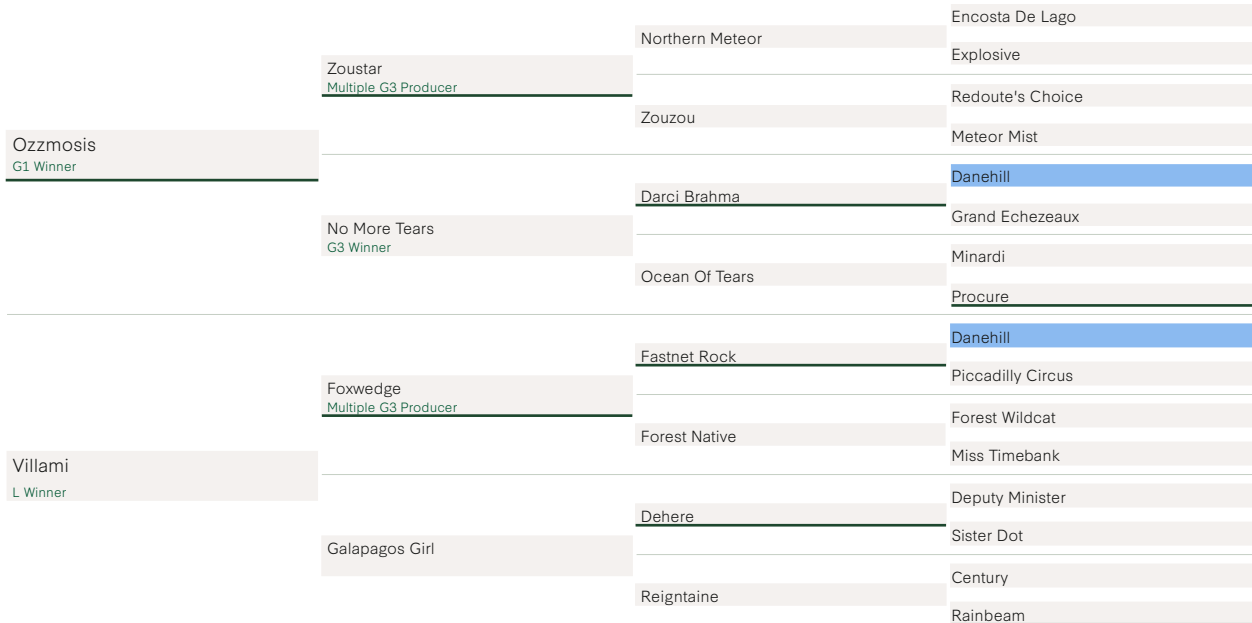 Ozzmosis
G1 Winner
Villami
L Winner
Zoustar
Multiple G3 Producer
No More Tears
G3 Winner
Foxwedge
Multiple G3 Producer
Galapagos Girl
Northern Meteor
Zouzou
Darci Brahma
Ocean Of Tears
Fastnet Rock
Forest Native
Dehere
Reigntaine
Encosta De Lago
Explosive
Redoute's Choice
Meteor Mist
Danehill
Grand Echezeaux
Minardi
Procure
Danehill
Piccadilly Circus
Forest Wildcat
Miss Timebank
Deputy Minister
Sister Dot
Century
Rainbeam